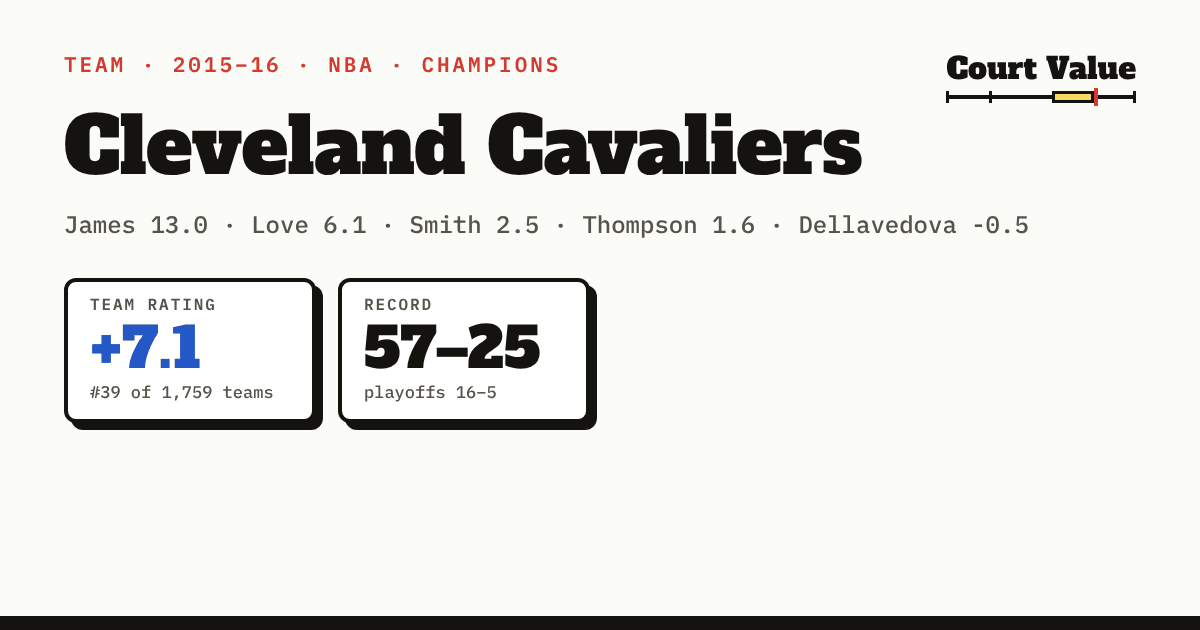 TEAM · 2015–16 · NBA · CHAMPIONS
Court Value
Cleveland Cavaliers
James 13.0 · Love 6.1 · Smith 2.5 · Thompson 1.6 · Dellavedova -0.5
TEAM RATING
+7.1
#39 of 1,759 teams
RECORD
57–25
playoffs 16–5